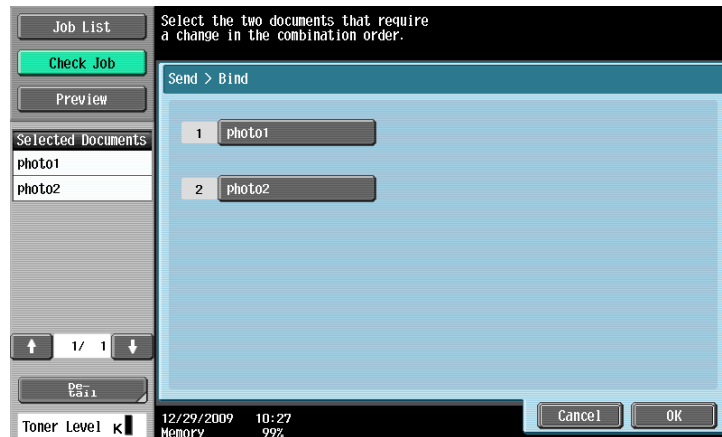 Job List
Check Job
Preview
Selected Documents
photo1
photo2
1/ 1
De-
tail
Toner Level K
Select the two documents that require
a change in the combination order.
Send > Bind
1 photo1
2 photo2
Cancel OK
12/29/2009 10:27
Memory 99%